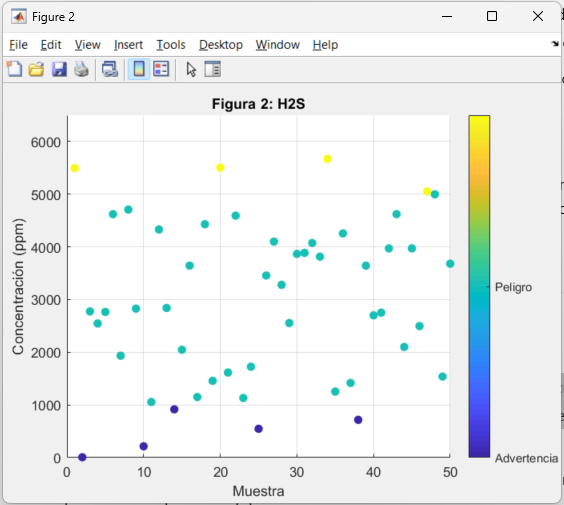 Figure 2
File Edit View Insert Tools Desktop Window Help
Figura 2: H2S
Concentración (ppm)
6000
5000
4000
3000
2000
1000
0
0 10 20 30 40 50
Muestra
Peligro
Advertencia